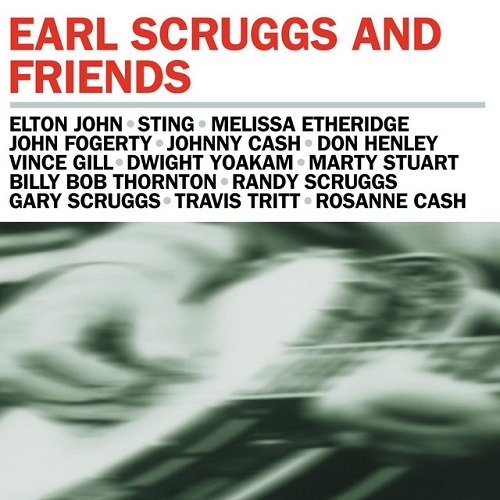 EARL SCRUGGS AND
FRIENDS
ELTON JOHN • STING • MELISSA ETHERIDGE
JOHN FOGERTY • JOHNNY CASH • DON HENLEY
VINCE GILL • DWIGHT YOAKAM • MARTY STUART
BILLY BOB THORNTON • RANDY SCRUGGS
GARY SCRUGGS • TRAVIS TRITT • ROSANNE CASH